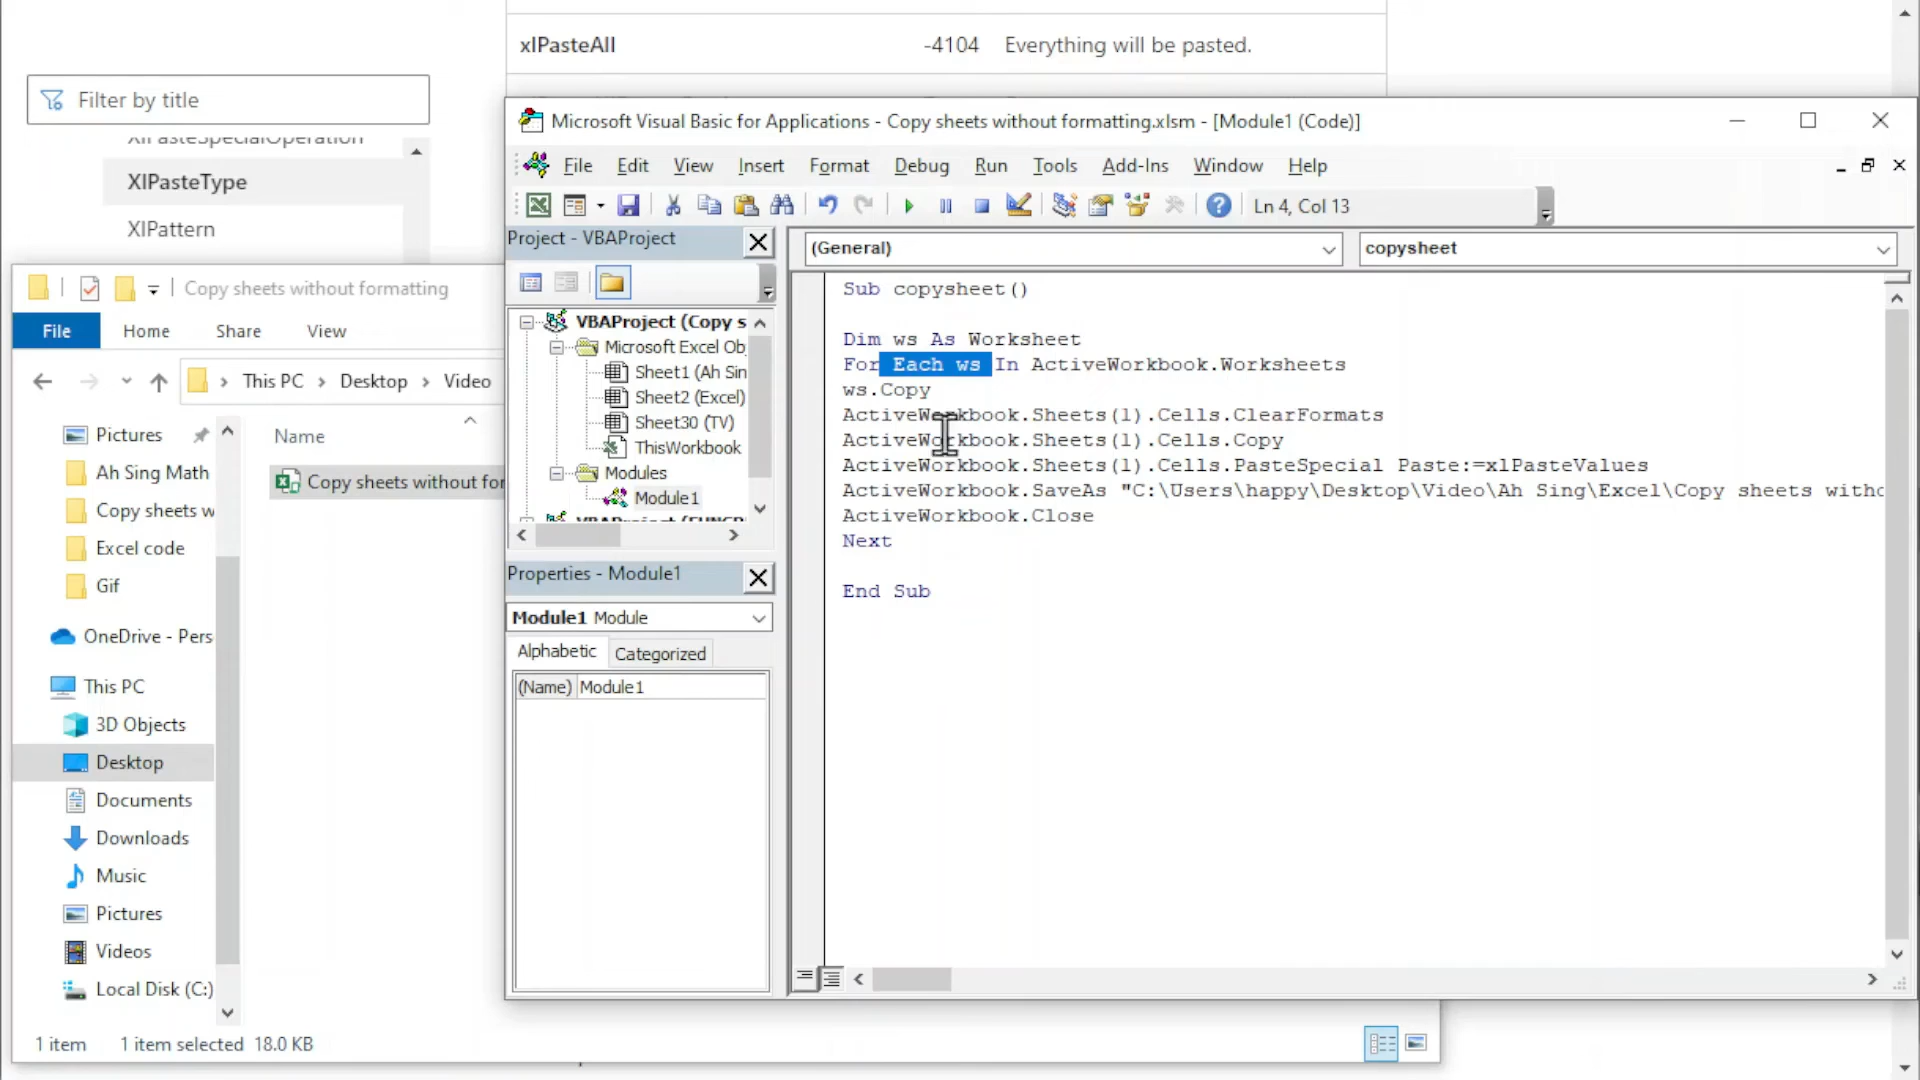 xlPasteAll -4104 Everything will be pasted.
Filter by title
XlPasteSpecialOperation
XlPasteType
XlPattern
Microsoft Visual Basic for Applications - Copy sheets without formatting.xlsm - [Module1 (Code)]
File Edit View Insert Format Debug Run Tools Add-Ins Window Help
Ln 4, Col 13
Project - VBAProject
(General)
copysheet
VBAProject (Copy s
Microsoft Excel Ob
Sheet1 (Ah Sin
Sheet2 (Excel)
Sheet30 (TV)
ThisWorkbook
Modules
Module1
Properties - Module1
Module1 Module
Alphabetic Categorized
(Name) Module1
Sub copysheet()
Dim ws As Worksheet
For Each ws In ActiveWorkbook.Worksheets
ws.Copy
ActiveWorkbook.Sheets(1).Cells.ClearFormats
ActiveWorkbook.Sheets(1).Cells.Copy
ActiveWorkbook.Sheets(1).Cells.PasteSpecial Paste:=xlPasteValues
ActiveWorkbook.SaveAs "C:\Users\happy\Desktop\Video\Ah Sing\Excel\Copy sheets witho
ActiveWorkbook.Close
Next
End Sub
Copy sheets without formatting
File Home Share View
This PC Desktop Video
Name
Copy sheets without for
Pictures
Ah Sing Math
Copy sheets w
Excel code
Gif
OneDrive - Pers
This PC
3D Objects
Desktop
Documents
Downloads
Music
Pictures
Videos
Local Disk (C:)
1 item 1 item selected 18.0 KB